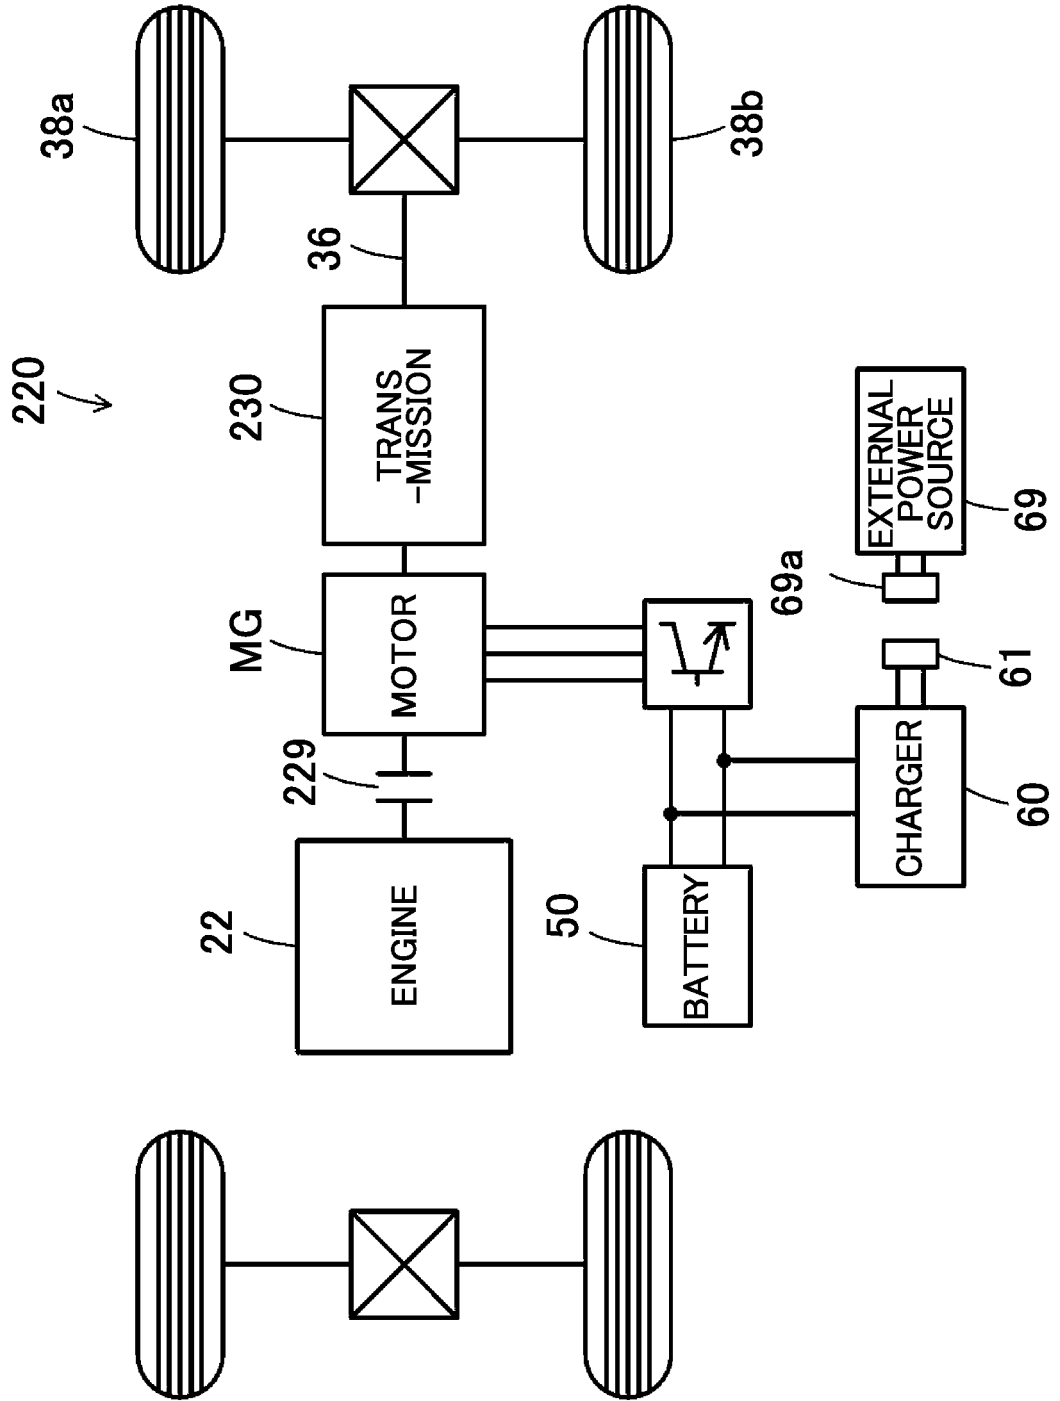 220
38a
36
230
TRANS
-MISSION
MG
MOTOR
229
22
ENGINE
38b
50
BATTERY
69a
EXTERNAL
POWER
SOURCE
69
61
CHARGER
60